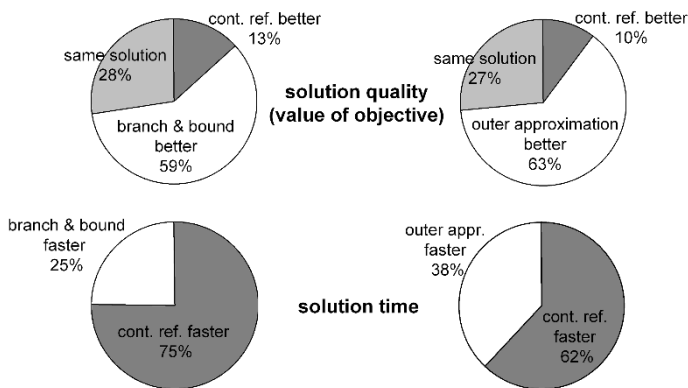 cont. ref. better
13%
same solution
28%
branch & bound
better
59%
solution quality
(value of objective)
cont. ref. better
10%
same solution
27%
outer approximation
better
63%
branch & bound
faster
25%
cont. ref. faster
75%
solution time
outer appr.
faster
38%
cont. ref.
faster
62%